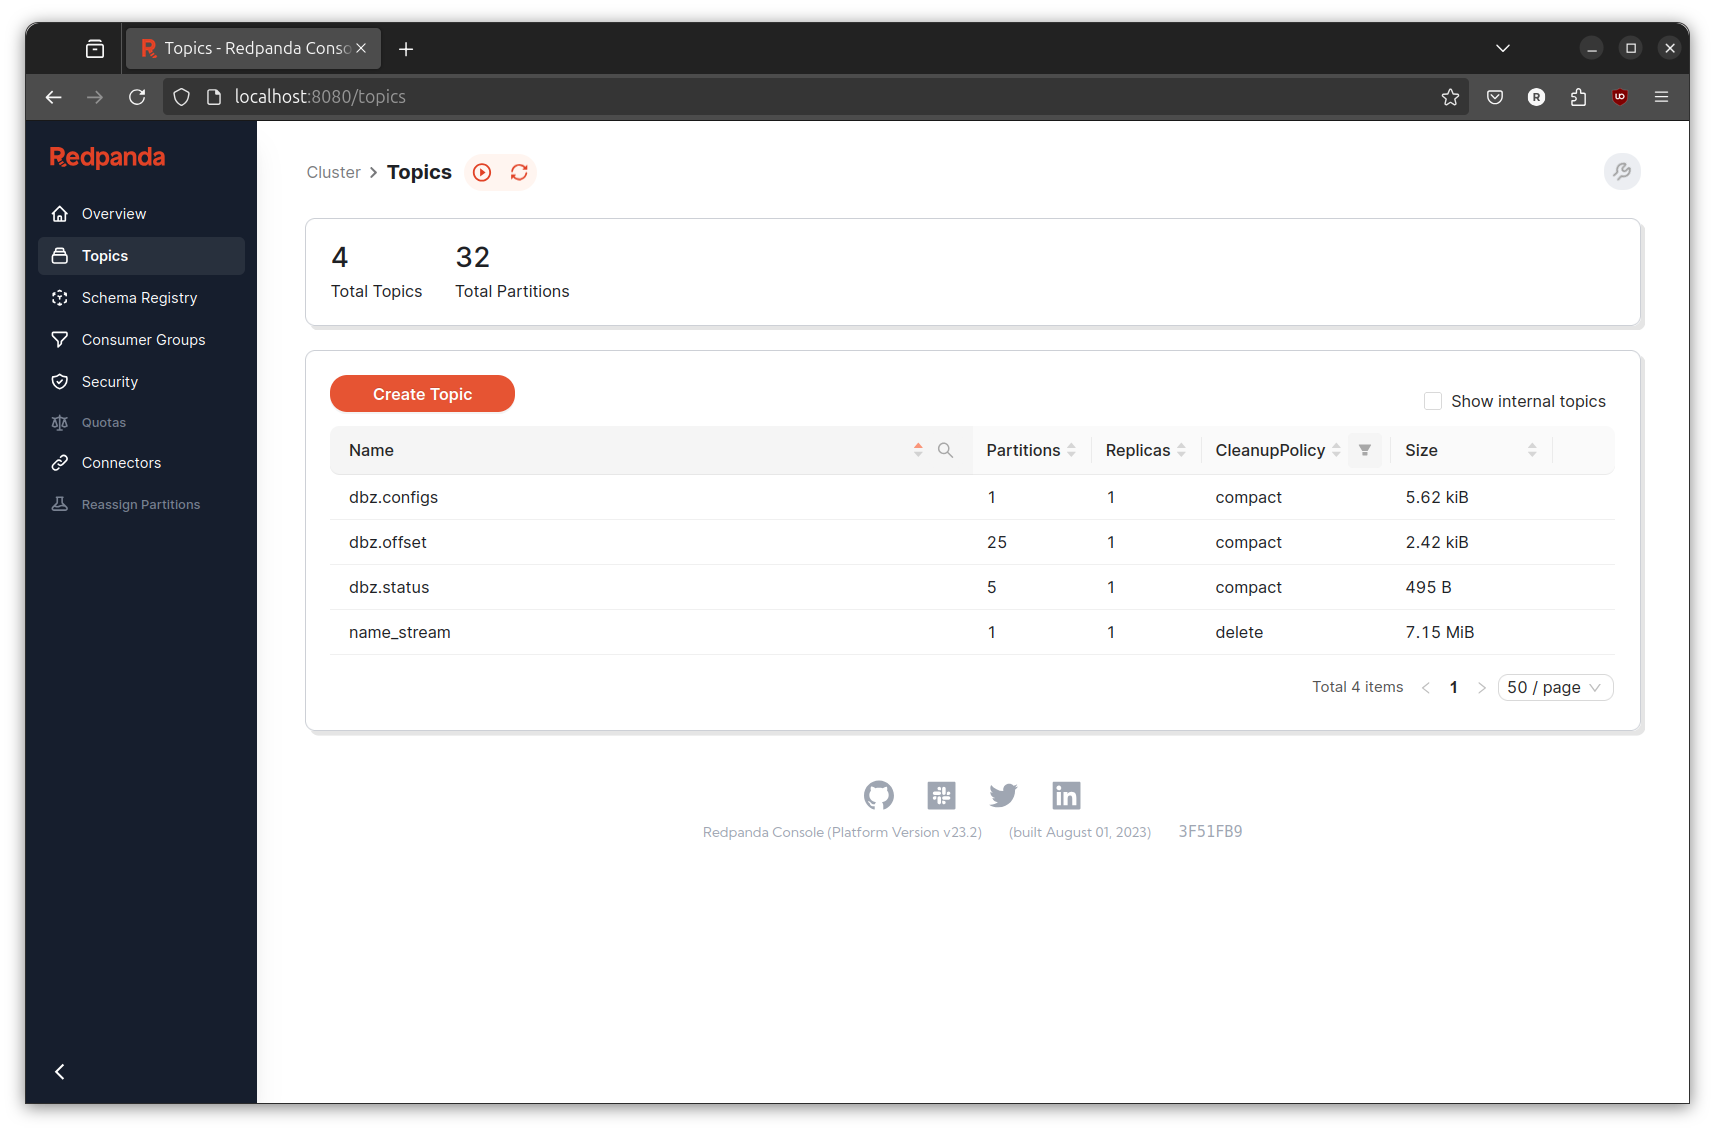 Topics - Redpanda Conso
localhost:8080/topics
Redpanda
Overview
Topics
Schema Registry
Consumer Groups
Security
Quotas
Connectors
Reassign Partitions
Cluster > Topics
4 32
Total Topics Total Partitions
Create Topic
Show internal topics
Name Partitions Replicas CleanupPolicy Size
dbz.configs 1 1 compact 5.62 kiB
dbz.offset 25 1 compact 2.42 kiB
dbz.status 5 1 compact 495 B
name_stream 1 1 delete 7.15 MiB
Total 4 items < 1 > 50 / page
Redpanda Console (Platform Version v23.2) (built August 01, 2023) 3F51FB9